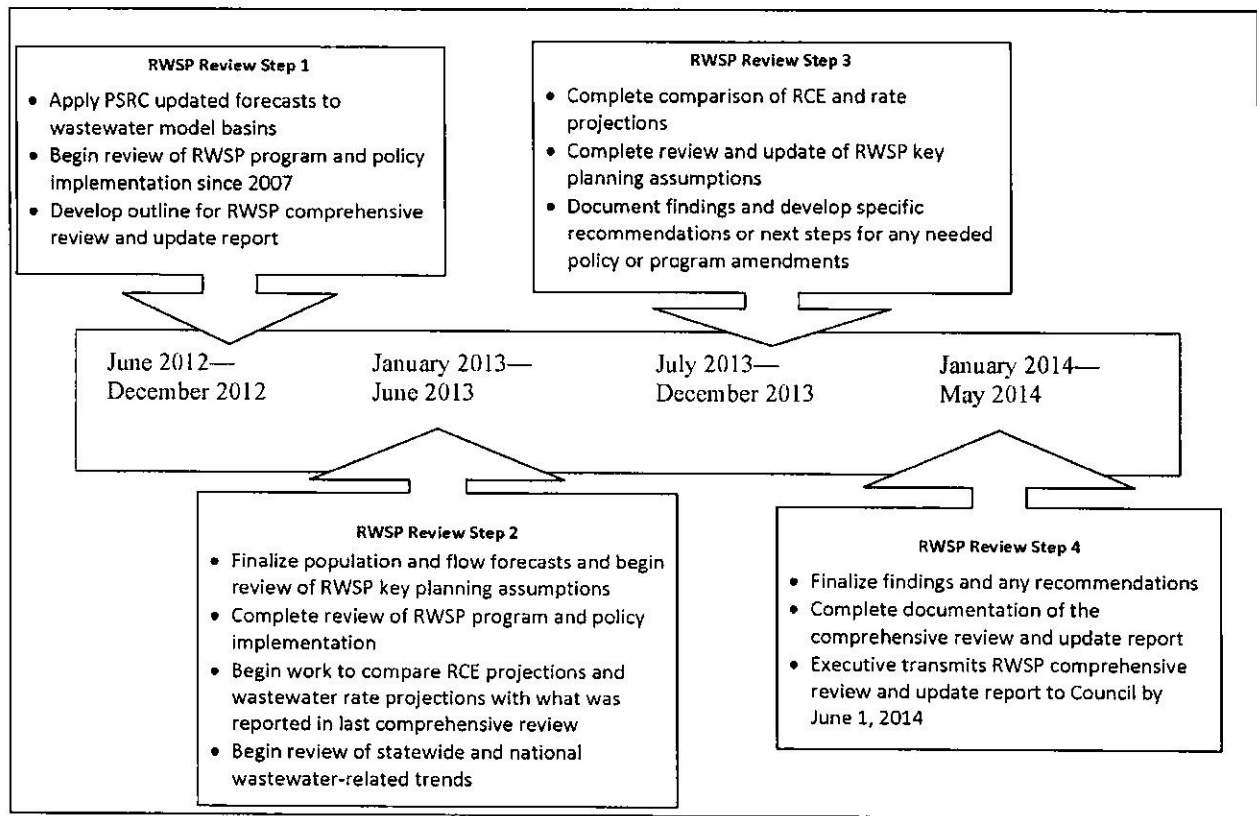 RWSP Review Step 1
• Apply PSRC updated forecasts to
wastewater model basins
• Begin review of RWSP program and policy
implementation since 2007
• Develop outline for RWSP comprehensive
review and update report
RWSP Review Step 3
• Complete comparison of RCE and rate
projections
• Complete review and update of RWSP key
planning assumptions
• Document findings and develop specific
recommendations or next steps for any needed
policy or program amendments
June 2012—
December 2012
January 2013—
June 2013
July 2013—
December 2013
January 2014—
May 2014
RWSP Review Step 2
• Finalize population and flow forecasts and begin
review of RWSP key planning assumptions
• Complete review of RWSP program and policy
implementation
• Begin work to compare RCE projections and
wastewater rate projections with what was
reported in last comprehensive review
• Begin review of statewide and national
wastewater-related trends
RWSP Review Step 4
• Finalize findings and any recommendations
• Complete documentation of the
comprehensive review and update report
• Executive transmits RWSP comprehensive
review and update report to Council by
June 1, 2014